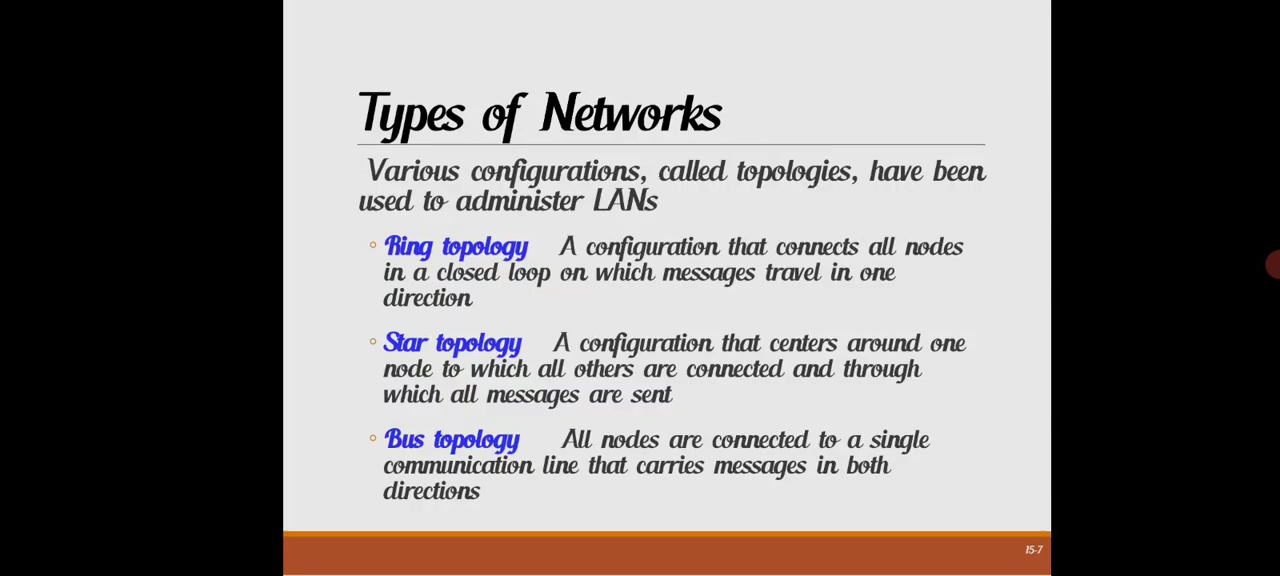 Types of Networks
Various configurations, called topologies, have been
used to administer LANs
Ring topology A configuration that connects all nodes
in a closed loop on which messages travel in one
direction
Star topology A configuration that centers around one
node to which all others are connected and through
which all messages are sent
Bus topology All nodes are connected to a single
communication line that carries messages in both
directions
15-7